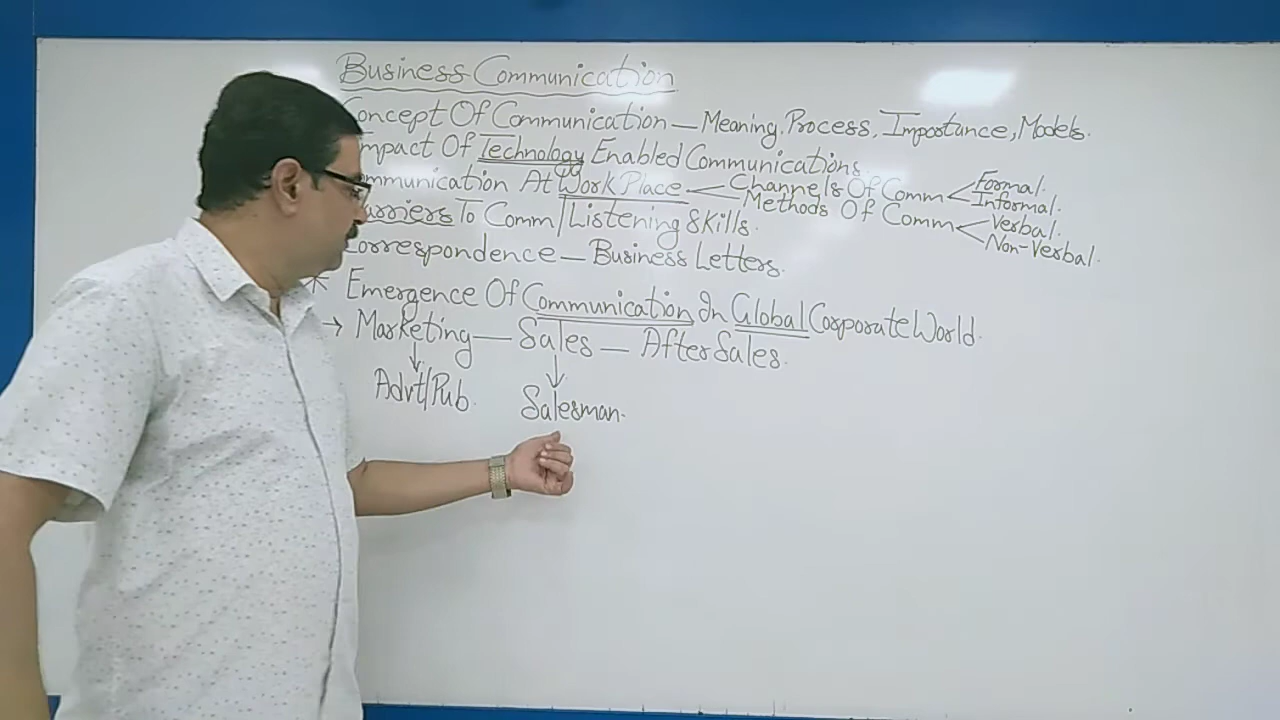 Business Communication
Concept Of Communication — Meaning, Process, Importance, Models.
Impact Of Technology Enabled Communications.
mmunication At Work Place — Channels Of Comm < Formal. Informal.
Methods Of Comm < Verbal. Non-Verbal.
arriers To Comm/Listening Skills.
Correspondence — Business Letters.
* Emergence Of Communication In Global Corporate World.
→ Marketing — Sales — After Sales.
↓ ↓
Advt/Pub. Salesman.